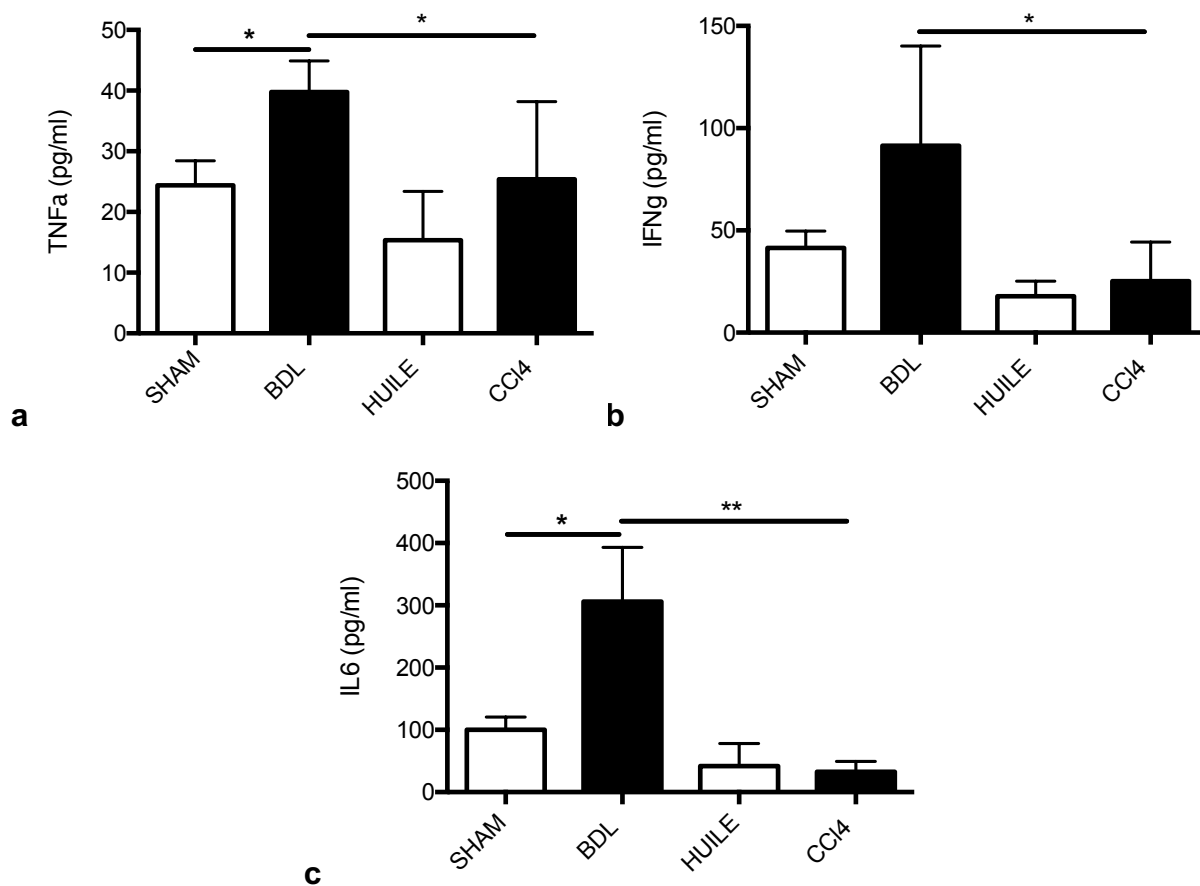 TNFa (pg/ml)
50
40
30
20
10
0
*
*
SHAM
BDL
HUILE
CCl4
a
IFNg (pg/ml)
150
100
50
0
*
SHAM
BDL
HUILE
CCl4
b
IL6 (pg/ml)
500
400
300
200
100
0
*
**
SHAM
BDL
HUILE
CCl4
c